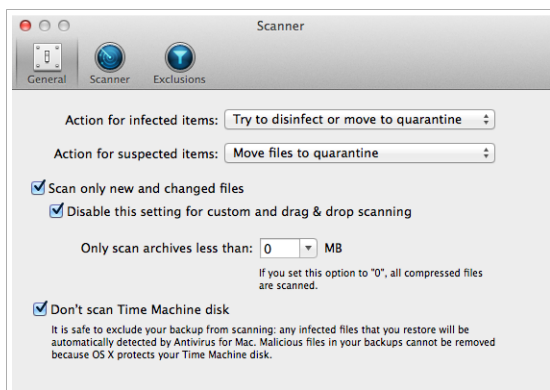 Scanner
General Scanner Exclusions
Action for infected items: Try to disinfect or move to quarantine
Action for suspected items: Move files to quarantine
Scan only new and changed files
Disable this setting for custom and drag & drop scanning
Only scan archives less than: 0 MB
If you set this option to "0", all compressed files
are scanned.
Don't scan Time Machine disk
It is safe to exclude your backup from scanning: any infected files that you restore will be
automatically detected by Antivirus for Mac. Malicious files in your backups cannot be removed
because OS X protects your Time Machine disk.